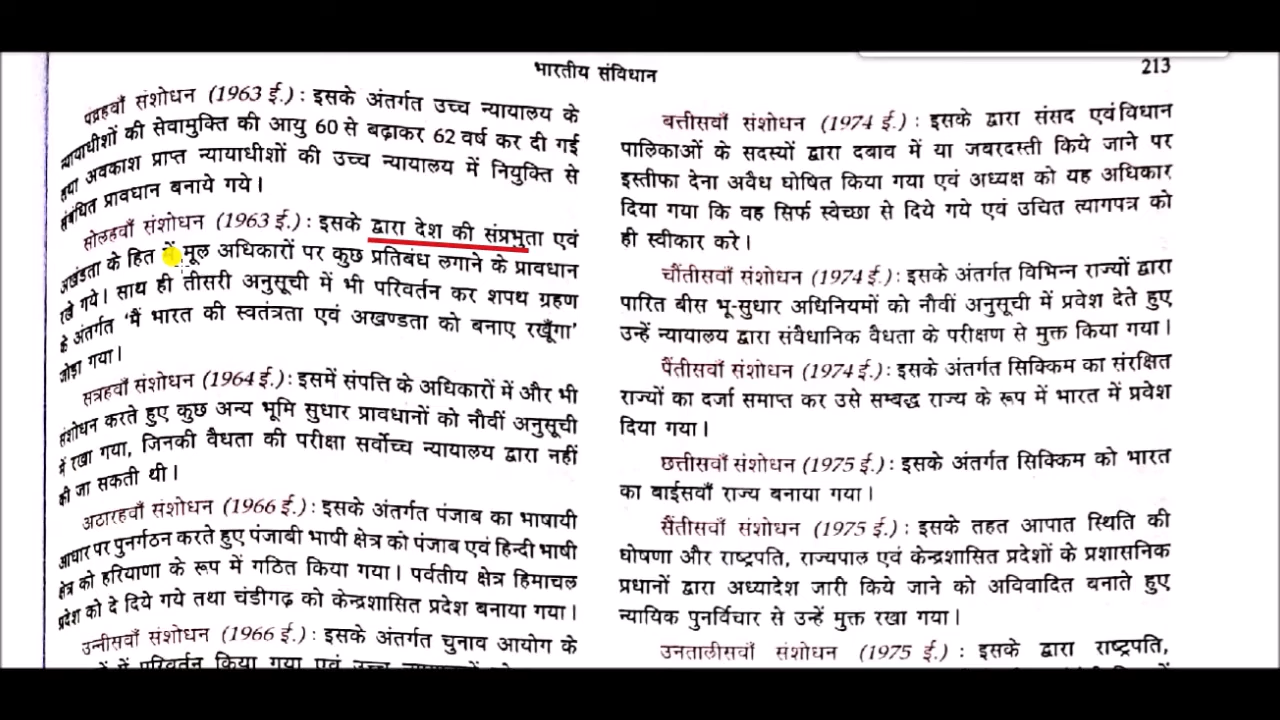 भारतीय संविधान
213
पंद्रहवाँ संशोधन (1963 ई.) : इसके अंतर्गत उच्च न्यायालय के
न्यायाधीशों की सेवामुक्ति की आयु 60 से बढ़ाकर 62 वर्ष कर दी गई
तथा अवकाश प्राप्त न्यायाधीशों की उच्च न्यायालय में नियुक्ति से
संबंधित प्रावधान बनाये गये।
सोलहवाँ संशोधन (1963 ई.) : इसके द्वारा देश की संप्रभुता एवं
अखंडता के हित में मूल अधिकारों पर कुछ प्रतिबंध लगाने के प्रावधान
रखे गये। साथ ही तीसरी अनुसूची में भी परिवर्तन कर शपथ ग्रहण
के अंतर्गत 'मैं भारत की स्वतंत्रता एवं अखण्डता को बनाए रखूँगा'
जोड़ा गया।
सत्रहवाँ संशोधन (1964 ई.) : इसमें संपत्ति के अधिकारों में और भी
संशोधन करते हुए कुछ अन्य भूमि सुधार प्रावधानों को नौवीं अनुसूची
में रखा गया, जिनकी वैधता की परीक्षा सर्वोच्च न्यायालय द्वारा नहीं
की जा सकती थी।
अठारहवाँ संशोधन (1966 ई.) : इसके अंतर्गत पंजाब का भाषायी
आधार पर पुनर्गठन करते हुए पंजाबी भाषी क्षेत्र को पंजाब एवं हिन्दी भाषी
क्षेत्र को हरियाणा के रूप में गठित किया गया। पर्वतीय क्षेत्र हिमाचल
प्रदेश को दे दिये गये तथा चंडीगढ़ को केन्द्रशासित प्रदेश बनाया गया।
उन्नीसवाँ संशोधन (1966 ई.) : इसके अंतर्गत चुनाव आयोग के
में परिवर्तन किया गया एवं उच्च
बत्तीसवाँ संशोधन (1974 ई.) : इसके द्वारा संसद एवं विधान
पालिकाओं के सदस्यों द्वारा दबाव में या जबरदस्ती किये जाने पर
इस्तीफा देना अवैध घोषित किया गया एवं अध्यक्ष को यह अधिकार
दिया गया कि वह सिर्फ स्वेच्छा से दिये गये एवं उचित त्यागपत्र को
ही स्वीकार करे।
चौंतीसवाँ संशोधन (1974 ई.) : इसके अंतर्गत विभिन्न राज्यों द्वारा
पारित बीस भू-सुधार अधिनियमों को नौवीं अनुसूची में प्रवेश देते हुए
उन्हें न्यायालय द्वारा संवैधानिक वैधता के परीक्षण से मुक्त किया गया।
पैंतीसवाँ संशोधन (1974 ई.) : इसके अंतर्गत सिक्किम का संरक्षित
राज्यों का दर्जा समाप्त कर उसे सम्बद्ध राज्य के रूप में भारत में प्रवेश
दिया गया।
छत्तीसवाँ संशोधन (1975 ई.) : इसके अंतर्गत सिक्किम को भारत
का बाईसवाँ राज्य बनाया गया।
सैंतीसवाँ संशोधन (1975 ई.) : इसके तहत आपात स्थिति की
घोषणा और राष्ट्रपति, राज्यपाल एवं केन्द्रशासित प्रदेशों के प्रशासनिक
प्रधानों द्वारा अध्यादेश जारी किये जाने को अविवादित बनाते हुए
न्यायिक पुनर्विचार से उन्हें मुक्त रखा गया।
उनतालीसवाँ संशोधन (1975 ई.) : इसके द्वारा राष्ट्रपति,